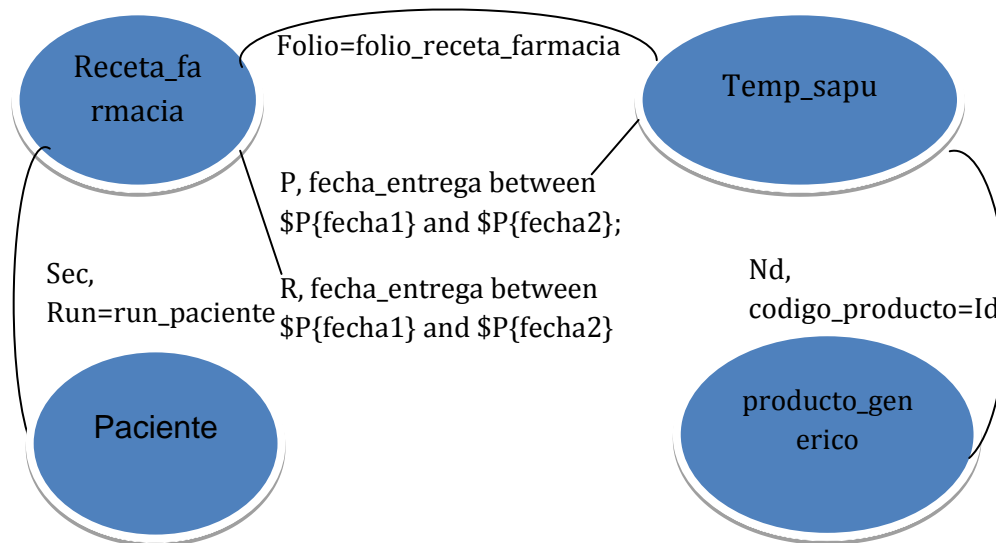 Folio=folio_receta_farmacia
Receta_fa
rmacia
Temp_sapu
P, fecha_entrega between
$P{fecha1} and $P{fecha2};
Sec,
Run=run_paciente
R, fecha_entrega between
$P{fecha1} and $P{fecha2}
Nd,
codigo_producto=Id
Paciente
producto_gen
erico